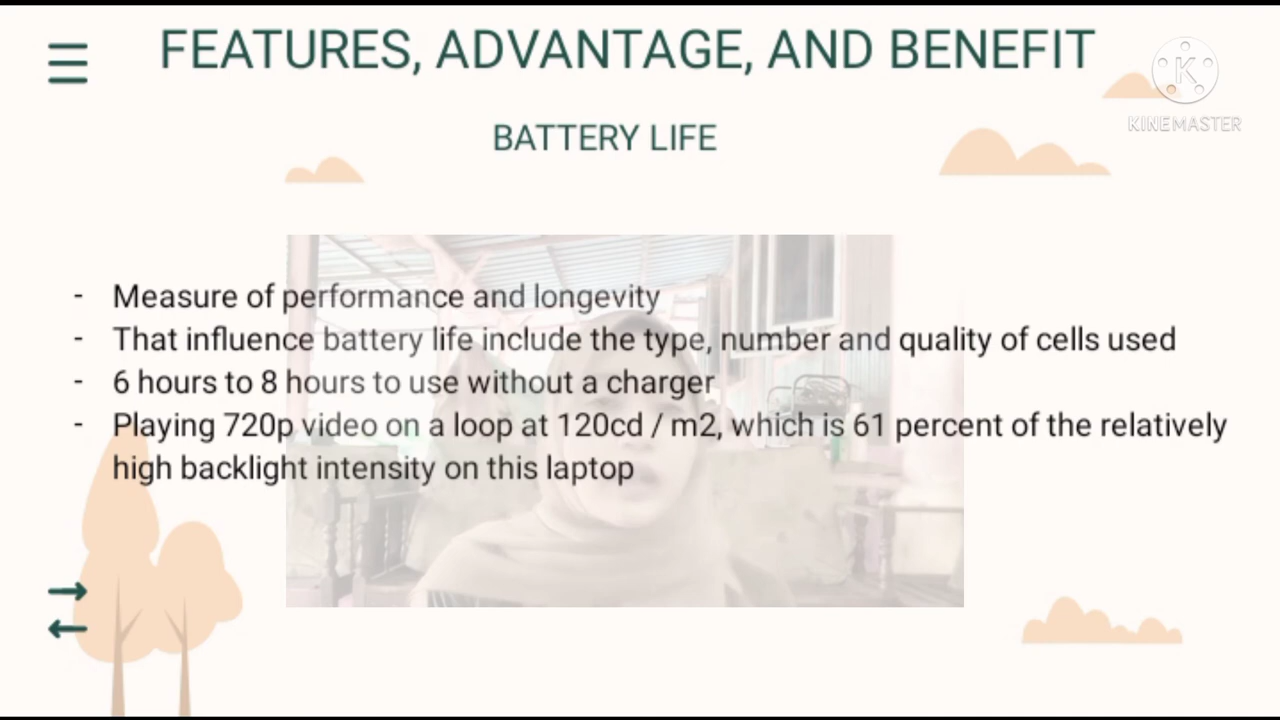 FEATURES, ADVANTAGE, AND BENEFIT
K
KINEMASTER
BATTERY LIFE
- Measure of performance and longevity
- That influence battery life include the type, number and quality of cells used
- 6 hours to 8 hours to use without a charger
- Playing 720p video on a loop at 120cd / m2, which is 61 percent of the relatively
high backlight intensity on this laptop